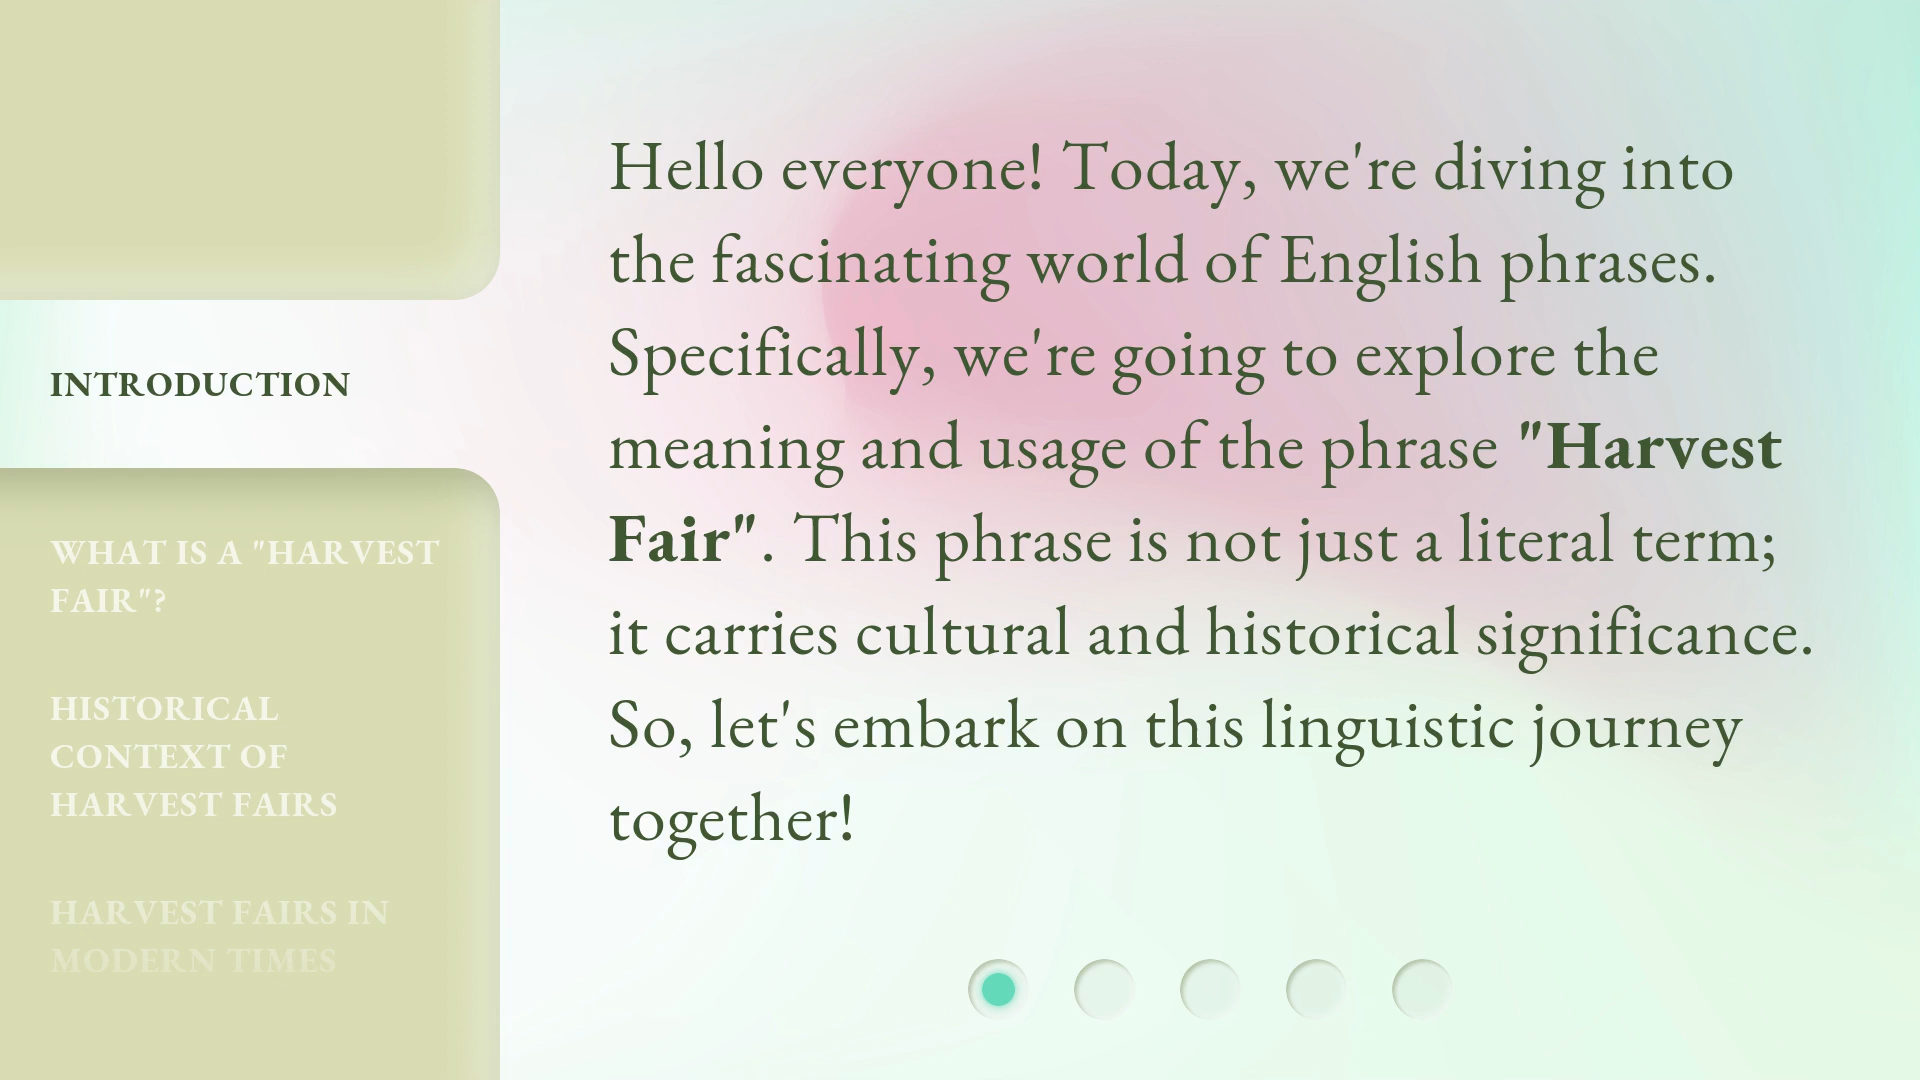 INTRODUCTION
WHAT IS A "HARVEST
FAIR"?
HISTORICAL
CONTEXT OF
HARVEST FAIRS
HARVEST FAIRS IN
MODERN TIMES
Hello everyone! Today, we're diving into
the fascinating world of English phrases.
Specifically, we're going to explore the
meaning and usage of the phrase "Harvest
Fair". This phrase is not just a literal term;
it carries cultural and historical significance.
So, let's embark on this linguistic journey
together!